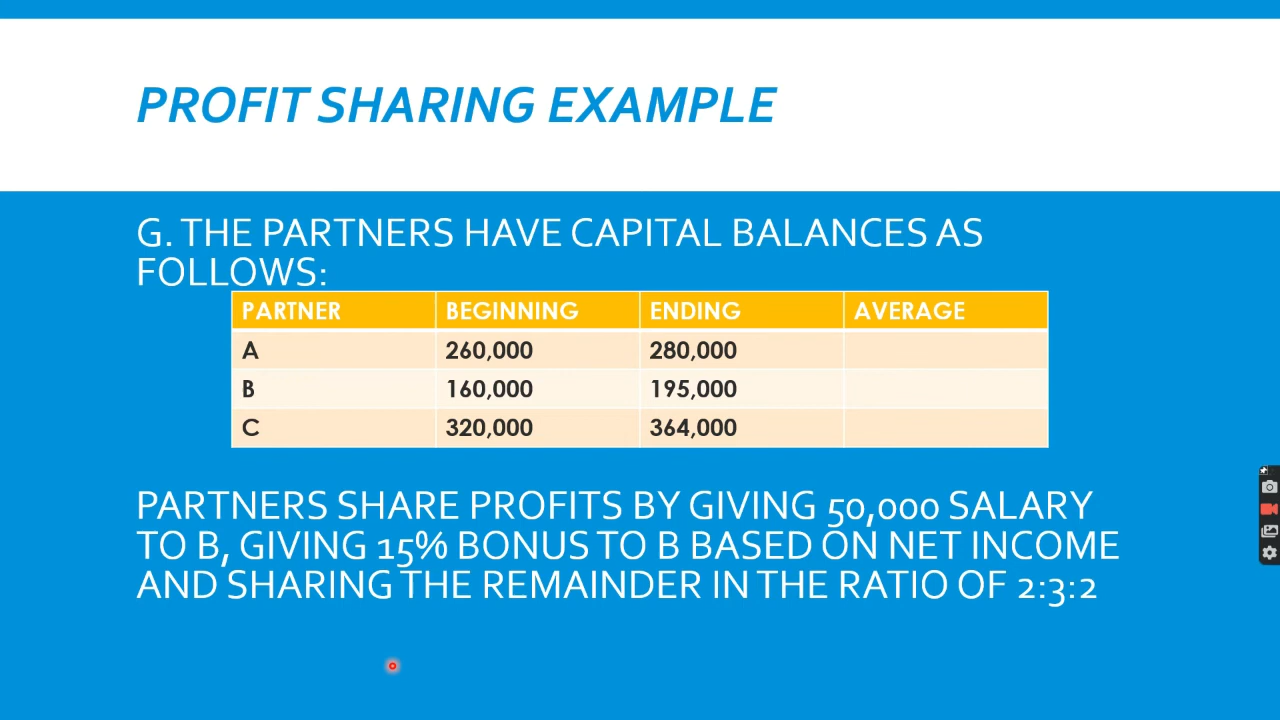 PROFIT SHARING EXAMPLE
G. THE PARTNERS HAVE CAPITAL BALANCES AS
FOLLOWS:
PARTNER BEGINNING ENDING AVERAGE
A 260,000 280,000
B 160,000 195,000
C 320,000 364,000
PARTNERS SHARE PROFITS BY GIVING 50,000 SALARY
TO B, GIVING 15% BONUS TO B BASED ON NET INCOME
AND SHARING THE REMAINDER IN THE RATIO OF 2:3:2